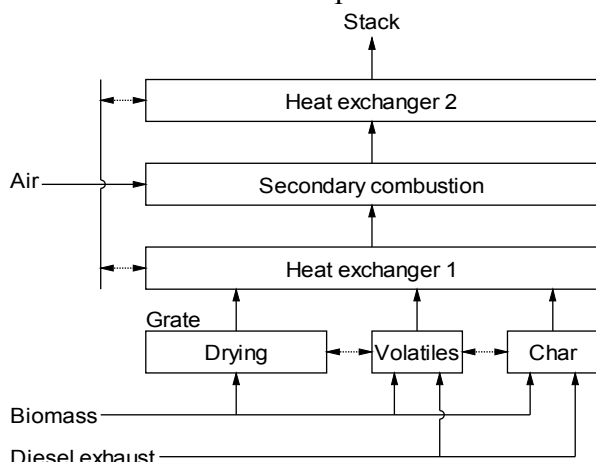 Stack
Heat exchanger 2
Air
Secondary combustion
Heat exchanger 1
Grate
Drying
Volatiles
Char
Biomass
Diesel exhaust